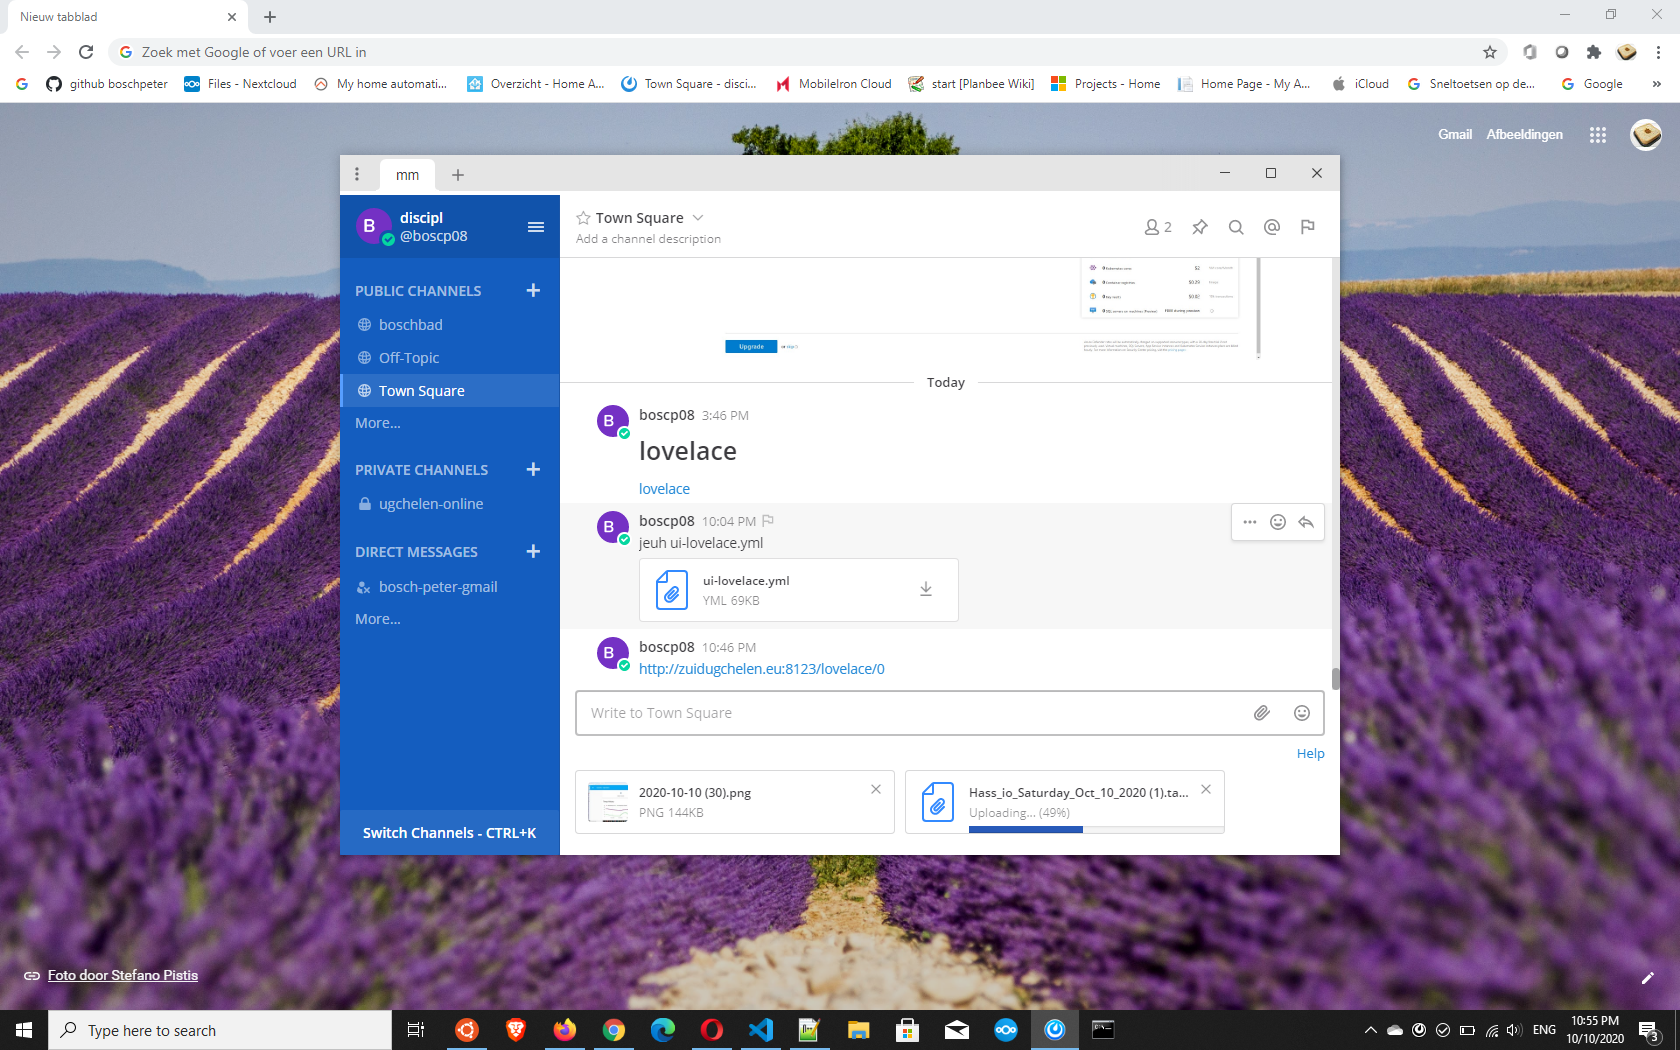 Nieuw tabblad
Zoek met Google of voer een URL in
github boschpeter
Files - Nextcloud
My home automati...
Overzicht - Home A...
Town Square - disci...
MobileIron Cloud
start [Planbee Wiki]
Projects - Home
Home Page - My A...
iCloud
Sneltoetsen op de...
Google
»
Gmail
Afbeeldingen
mm
B
discipl
@boscp08
Town Square
Add a channel description
2
PUBLIC CHANNELS
boschbad
Off-Topic
Town Square
More...
PRIVATE CHANNELS
ugchelen-online
DIRECT MESSAGES
bosch-peter-gmail
More...
Switch Channels - CTRL+K
Upgrade
Today
B
boscp08 3:46 PM
lovelace
lovelace
B
boscp08 10:04 PM
jeuh ui-lovelace.yml
ui-lovelace.yml
YML 69KB
B
boscp08 10:46 PM
http://zuidugchelen.eu:8123/lovelace/0
Write to Town Square
Help
2020-10-10 (30).png
PNG 144KB
Hass_io_Saturday_Oct_10_2020 (1).ta...
Uploading... (49%)
Foto door Stefano Pistis
Type here to search
ENG
10:55 PM
10/10/2020
3